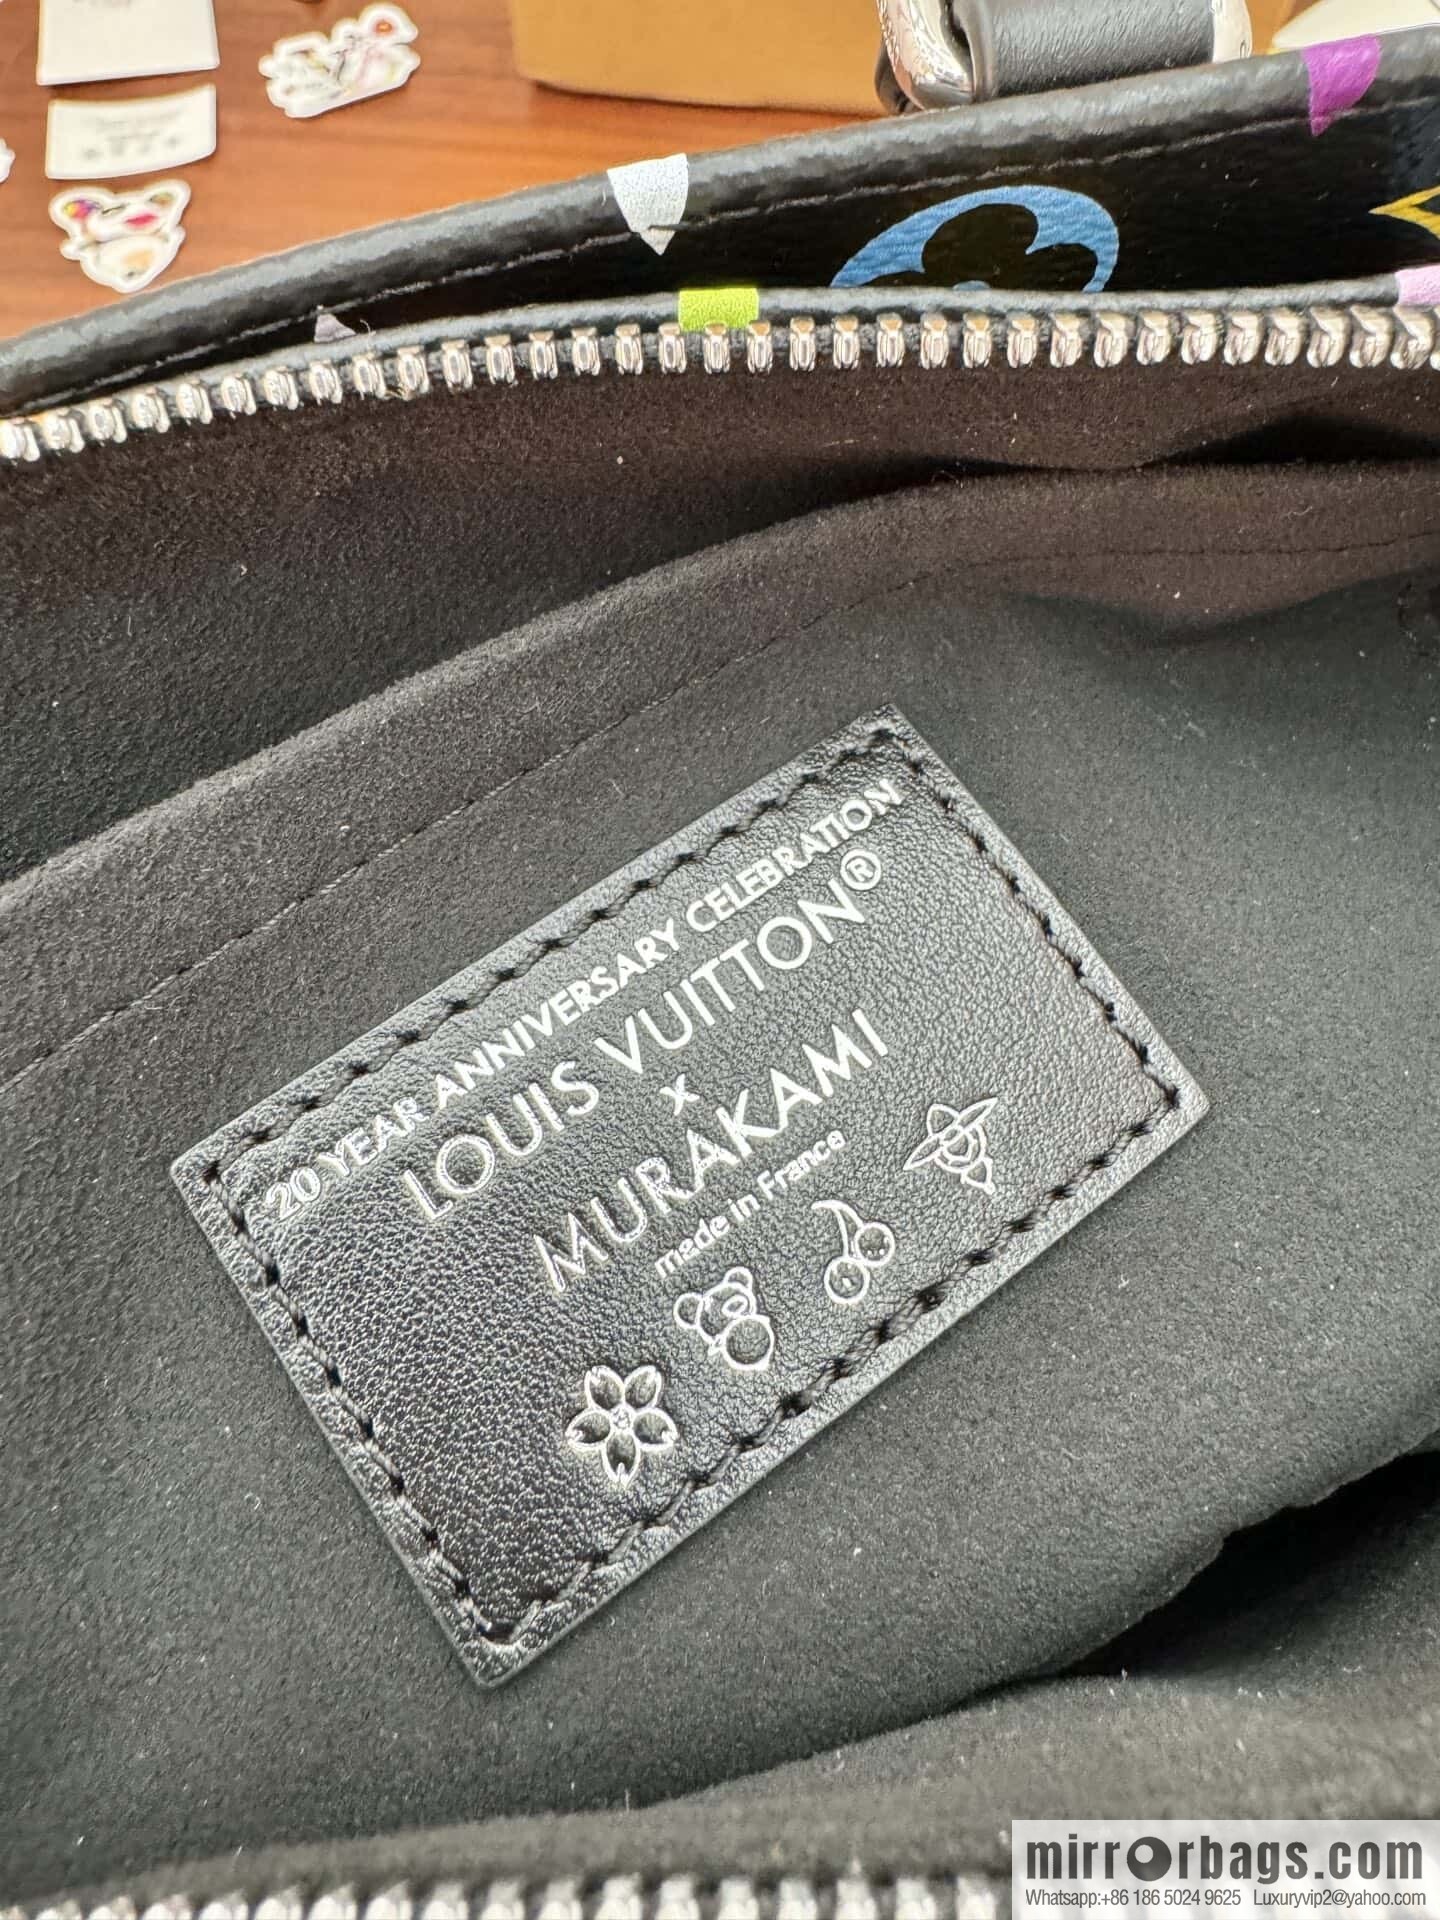 20 YEAR ANNIVERSARY CELEBRATION
LOUIS VUITTON®
x
MURAKAMI
made in France
mirrorbags.com
Whatsapp:+86 186 5024 9625 Luxuryvip2@yahoo.com